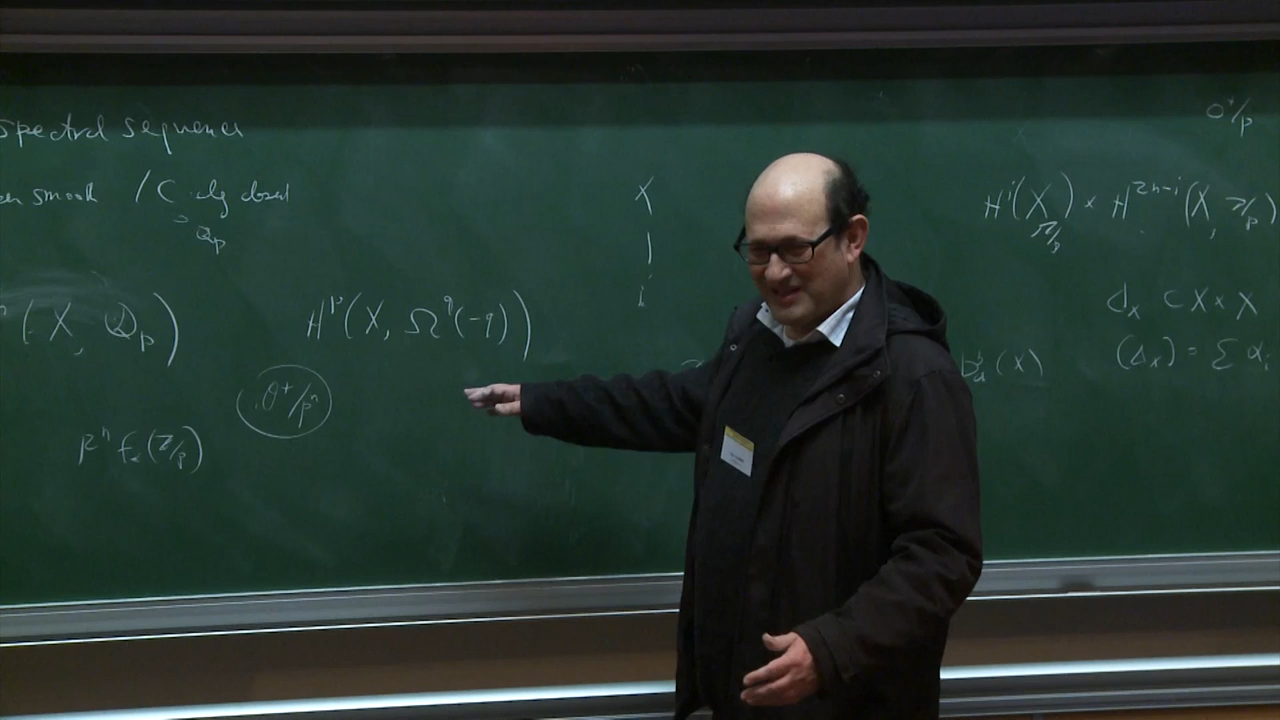 spectral sequence
smooth / C alg closed
⊃
Q_p
(X, Q_p)
H^p(X, Ω^q(-q))
O^+/p^n
R^n f_*(Z/p)
X
O^+/p
H^i(X) × H^{2n-i}(X, Z/p)
Δ_X ⊂ X × X
(Δ_X) = Σ α_i
(X)